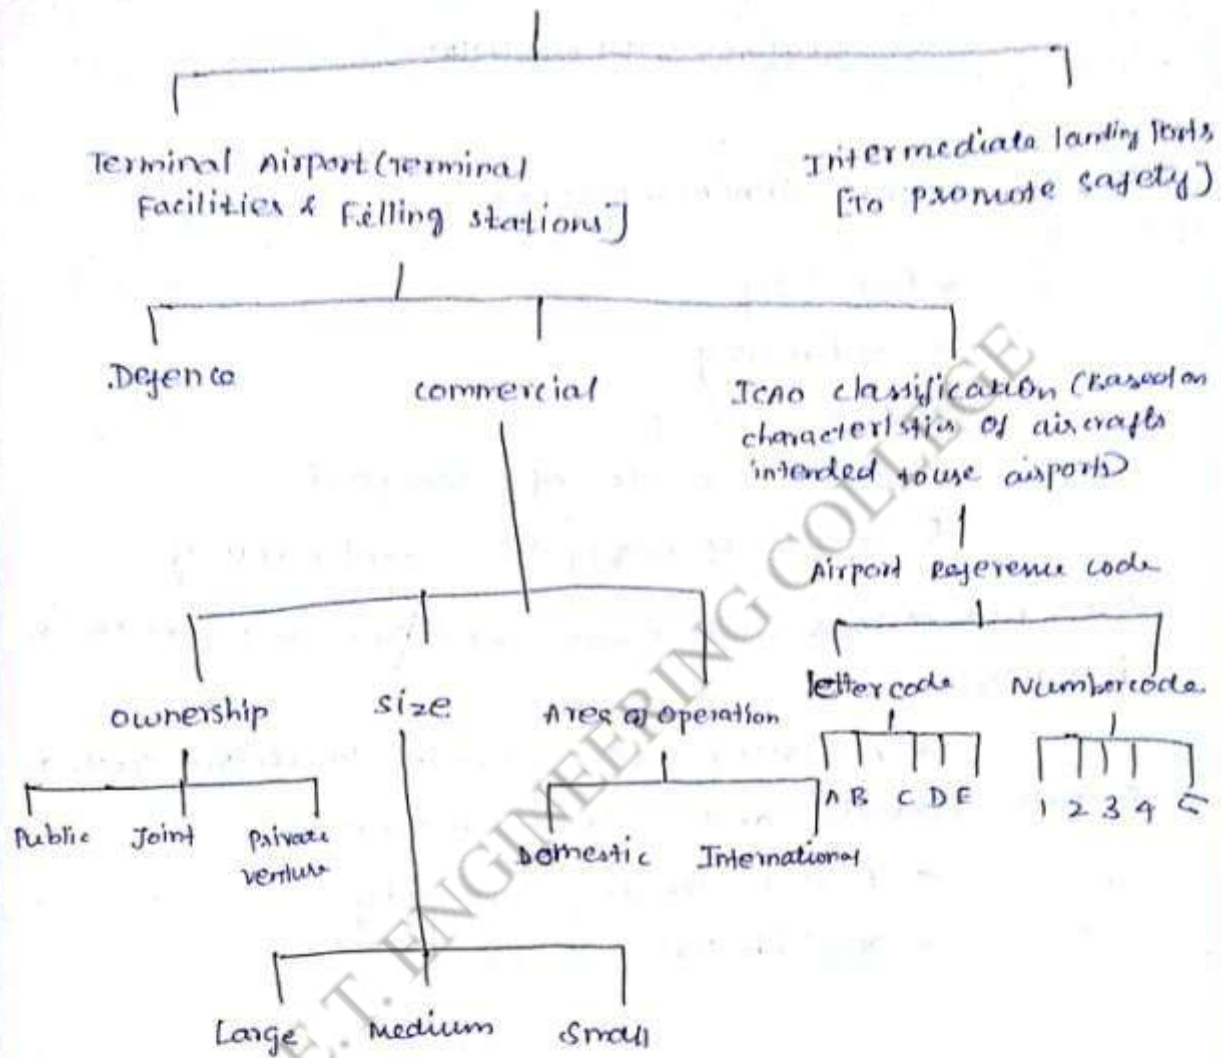 Terminal Airport (Terminal
Facilities & Filling stations]
Intermediate landing
[To promote safety)
Defence
commercial
ICAO classification (Based on
characteristics of aircrafts
intended to use airports)
Airport Reference code
ownership
size
Area of Operation
letter code
Number code
Public
Joint
Private
venture
Domestic
International
A B C D E
1 2 3 4 5
Large
Medium
Small
E.T. ENGINEERING COLLEGE